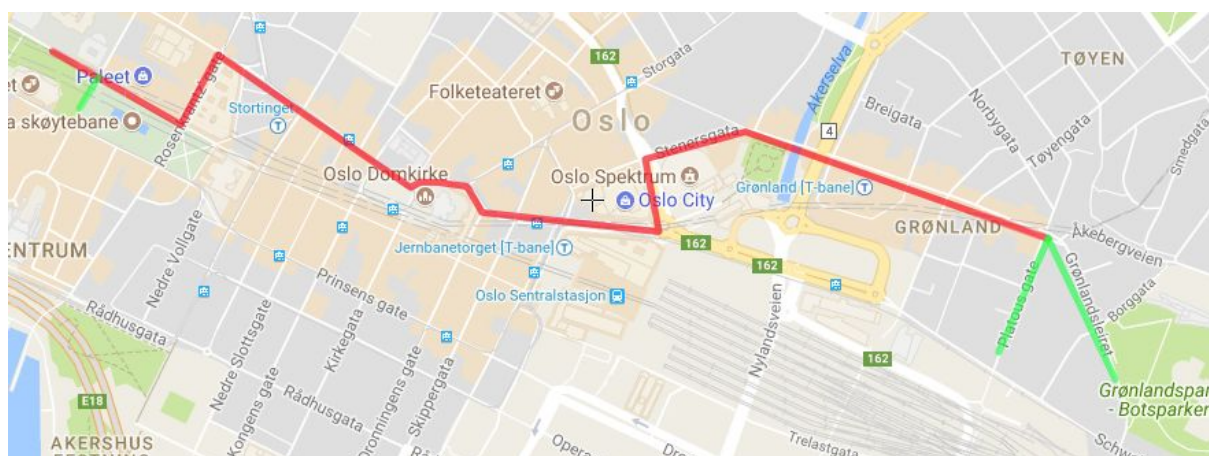 162
TØYEN
Paleet
Storgata
Folketeateret
Akerselva
Rosenkrantz' gate
Stortinget
Oslo
4
Breigata
Norbygata
Smedgata
a skøytebane
Stenersgata
Tøyengata
Oslo Domkirke
Oslo Spektrum
Grønland [T-bane]
Oslo City
GRØNLAND
Åkebergveien
ENTRUM
Nedre Vollgate
Jernbanetorget [T-bane]
162
162
Platous gate
Grønlandsleiret
Borggata
Prinsens gate
Oslo Sentralstasjon
Rådhusgata
Nedre Slottsgate
Kirkegata
Nylandsveien
162
Rådhusgata
Kongens gate
Dronningens gate
Skippergata
Grønlandspar
- Botsparker
E18
AKERSHUS
Opera
Dro
Trelastgata
Schw